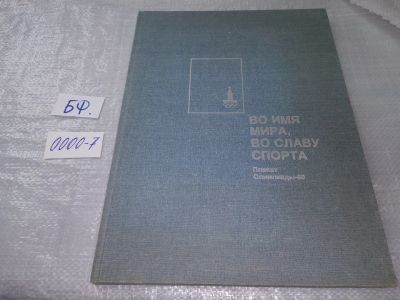 БФ.
0000-7
ВО ИМЯ
МИРА,
ВО СЛАВУ
СПОРТА
Плакат
Олимпиады-80